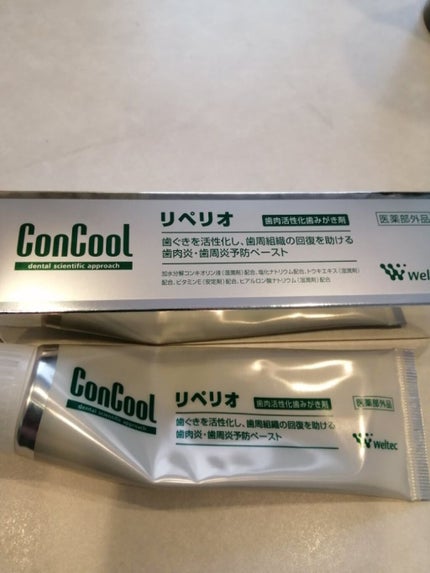 ConCool
dental scientific approach
リペリオ 歯肉活性化歯みがき剤 医薬部外品
歯ぐきを活性化し、歯周組織の回復を助ける
歯肉炎・歯周炎予防ペースト
加水分解コンキオリン液(湿潤剤)配合、塩化ナトリウム配合、トウキエキス(湿潤剤)
配合、ビタミンE(安定剤)配合、ヒアルロン酸ナトリウム(湿潤剤)配合
Wel
ConCool
dental scientific approach
リペリオ 歯肉活性化歯みがき剤 医薬部外品
歯ぐきを活性化し、歯周組織の回復を助ける
歯肉炎・歯周炎予防ペースト
Weltec